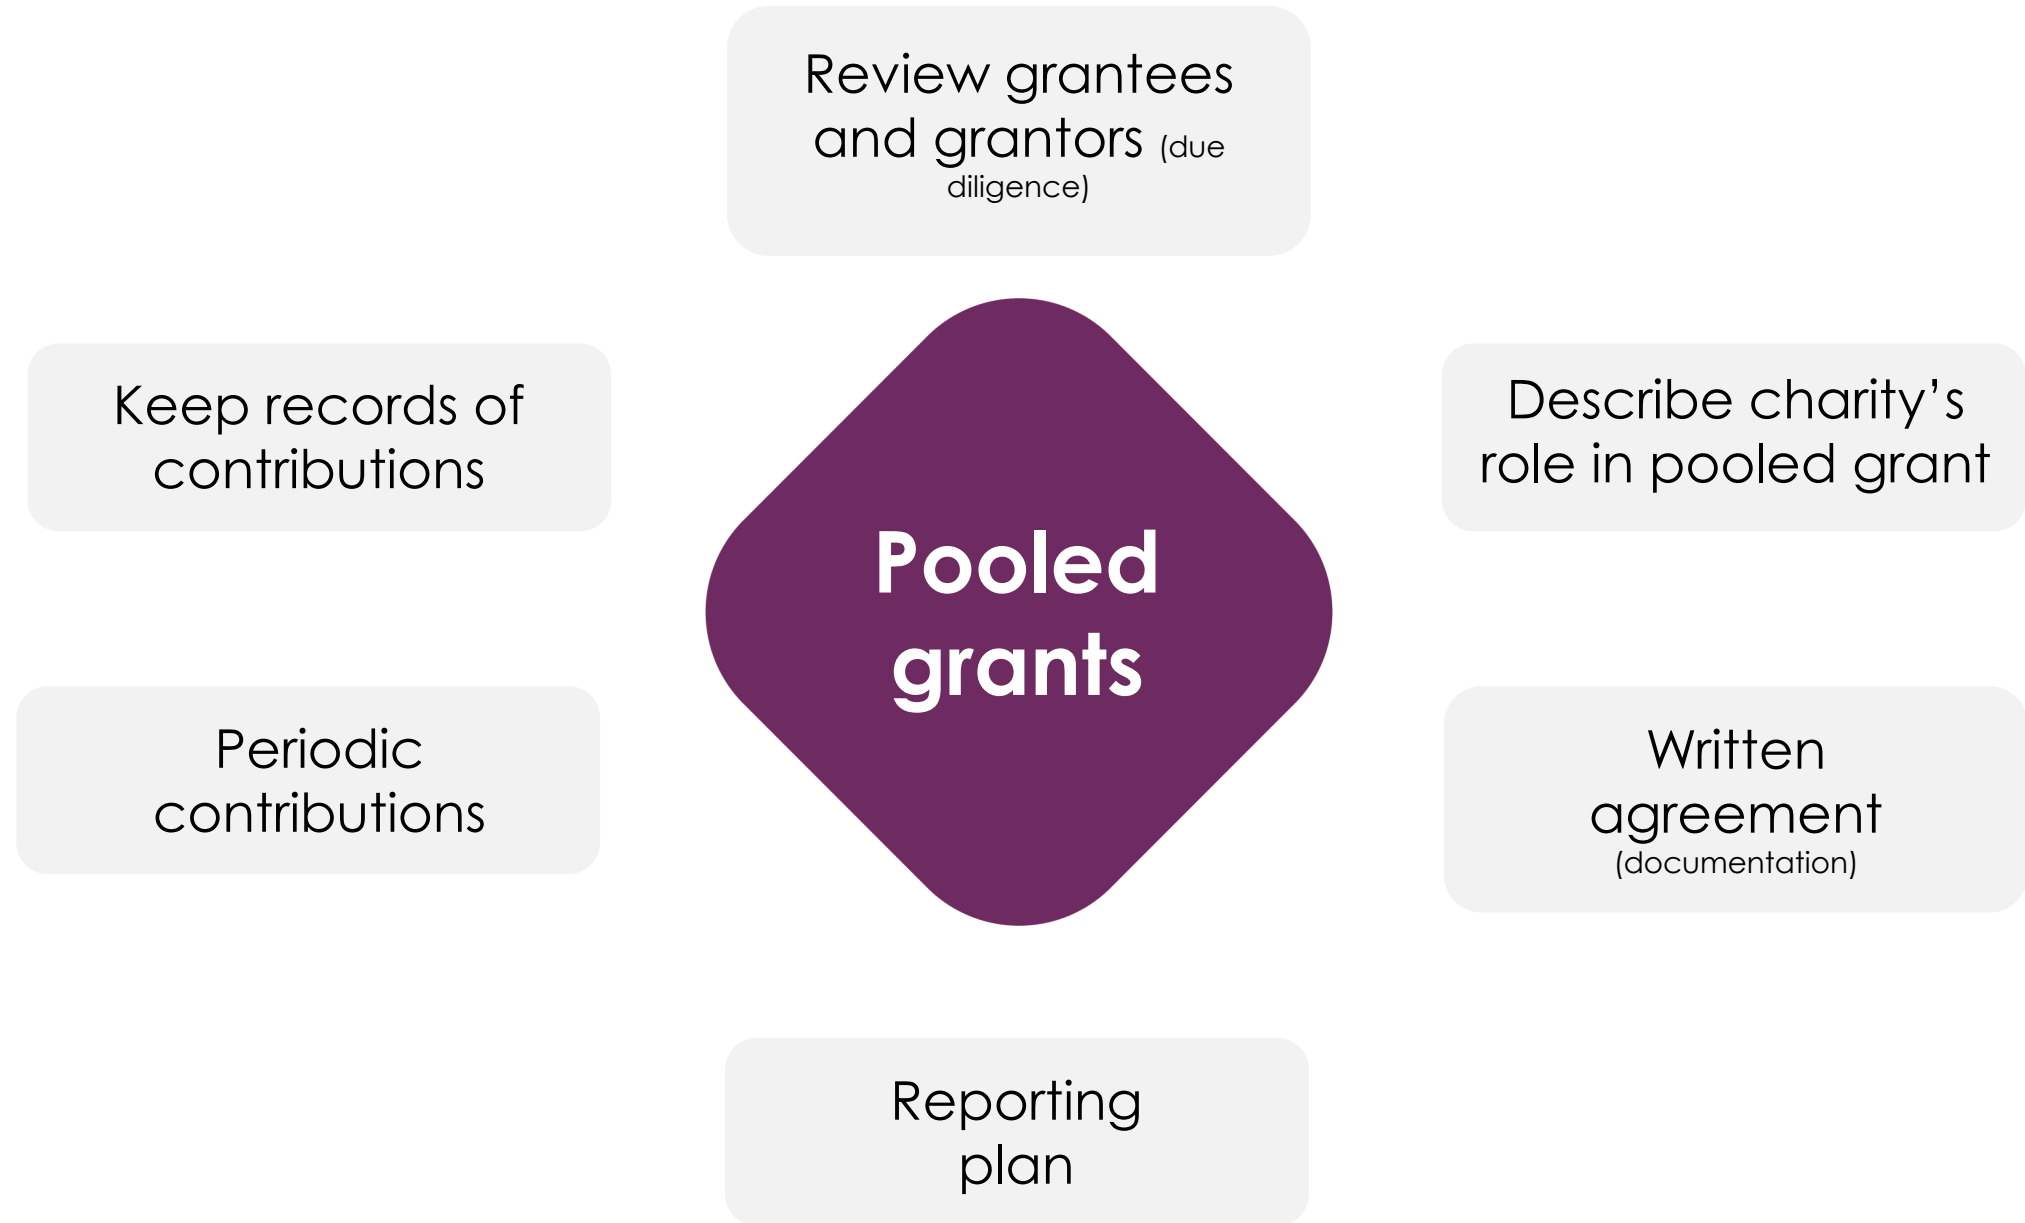 Review grantees
and grantors (due
diligence)
Keep records of
contributions
Describe charity’s
role in pooled grant
Pooled
grants
Periodic
contributions
Written
agreement
(documentation)
Reporting
plan